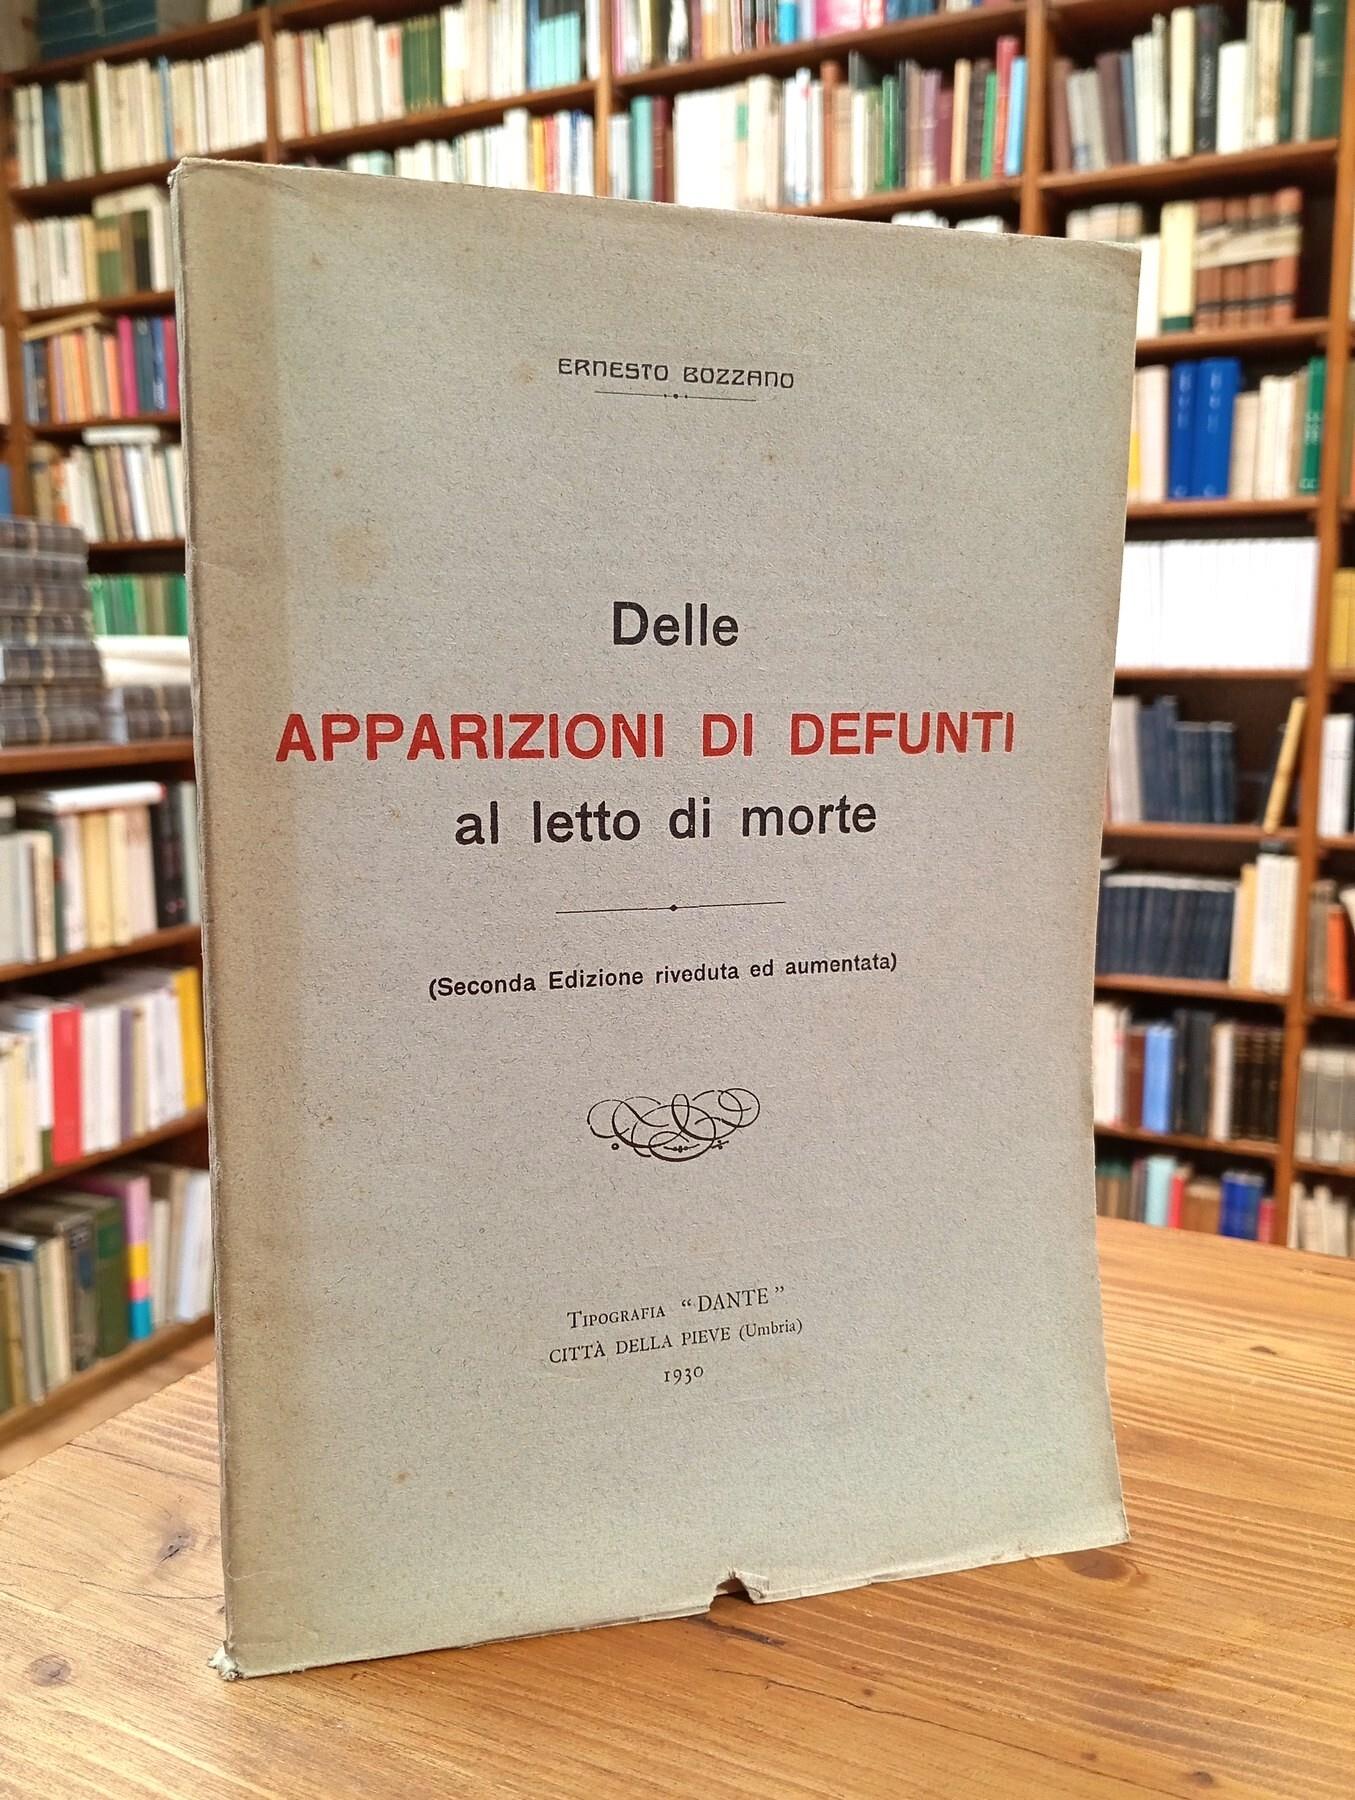 ERNESTO BOZZANO
Delle
APPARIZIONI DI DEFUNTI
al letto di morte
(Seconda Edizione riveduta ed aumentata)
TIPOGRAFIA “DANTE”
CITTÀ DELLA PIEVE (Umbria)
1930